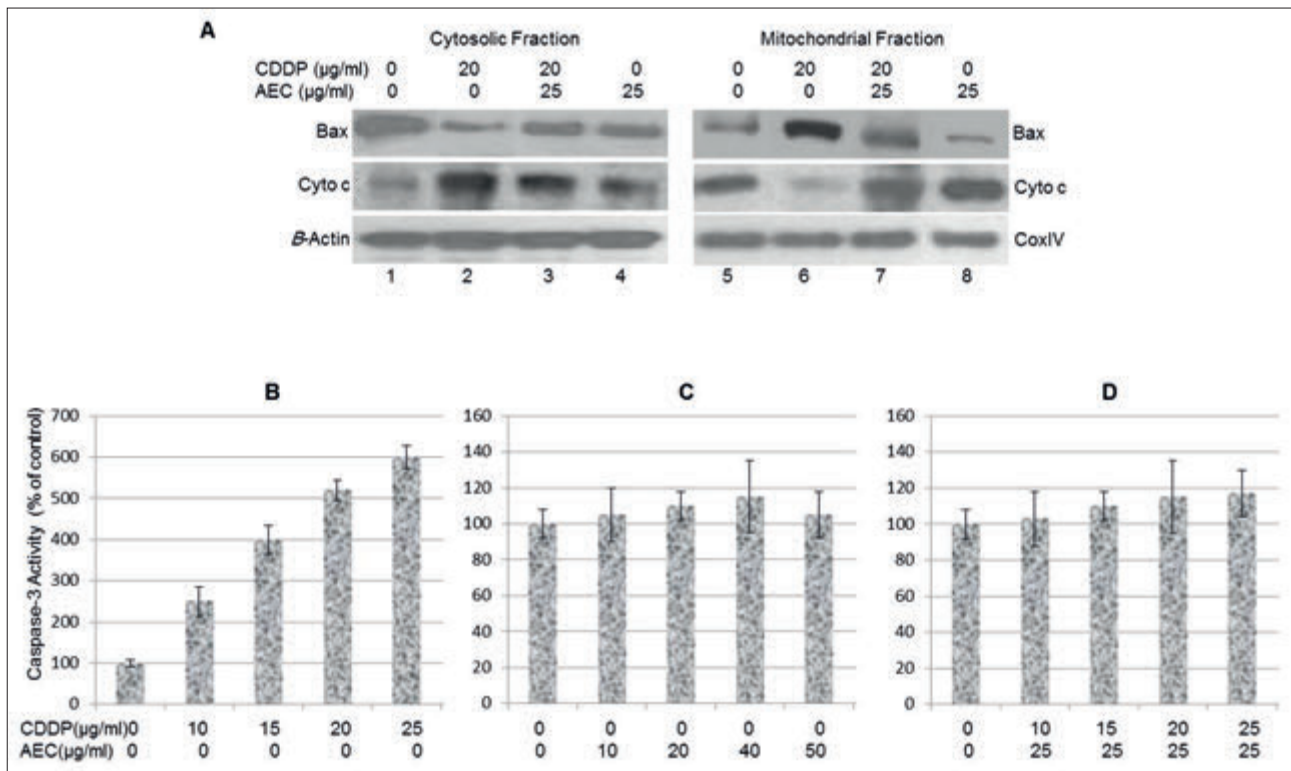 A
Cytosolic Fraction Mitochondrial Fraction
CDDP (µg/ml) 0 20 20 0 0 20 20 0
AEC (µg/ml) 0 0 25 25 0 0 25 25
Bax Bax
Cyto c Cyto c
B-Actin CoxIV
1 2 3 4 5 6 7 8
B C D
Caspase-3 Activity (% of control)
700
600
500
400
300
200
100
0
160
140
120
100
80
60
40
20
0
160
140
120
100
80
60
40
20
0
CDDP(µg/ml)0 10 15 20 25 0 0 0 0 0 0 10 15 20 25
AEC(µg/ml) 0 0 0 0 0 0 10 20 40 50 0 25 25 25 25